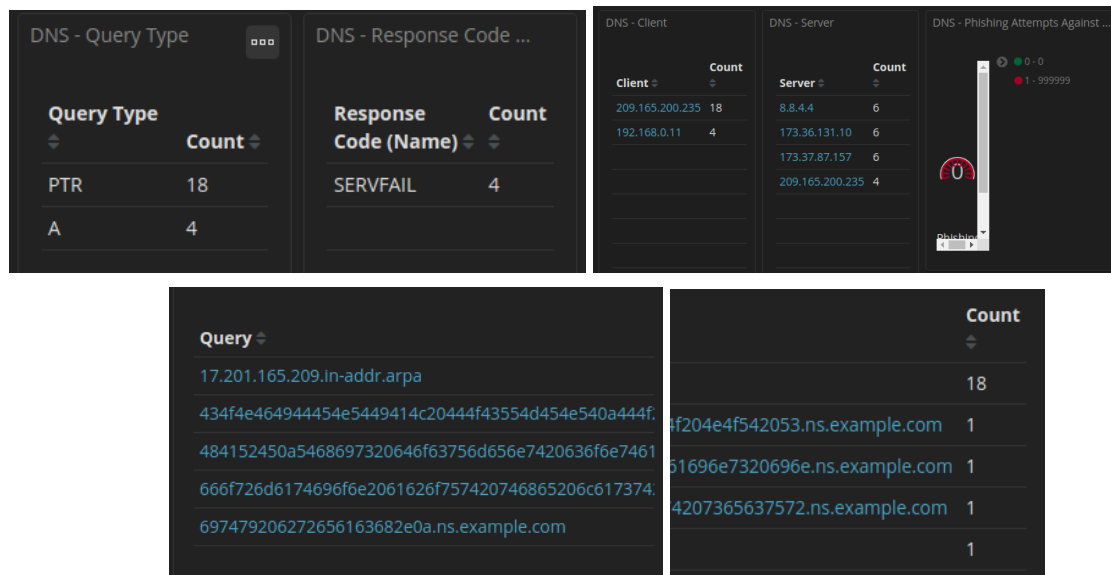 DNS - Query Type
Query Type
Count
PTR 18
A 4
DNS - Response Code ...
Response Code (Name)
Count
SERVFAIL 4
DNS - Client
Client
Count
209.165.200.235 18
192.168.0.11 4
DNS - Server
Server
Count
8.8.4.4 6
173.36.131.10 6
173.37.87.157 6
209.165.200.235 4
DNS - Phishing Attempts Against ...
0 - 0
1 - 999999
0
Query
17.201.165.209.in-addr.arpa
434f4e464944454e5449414c20444f43554d454e540a444f
484152450a5468697320646f63756d656e7420636f6e7461
666f726d6174696f6e2061626f757420746865206c617374
697479206272656163682e0a.ns.example.com
Count
18
4f204e4f542053.ns.example.com 1
61696e7320696e.ns.example.com 1
74207365637572.ns.example.com 1
1